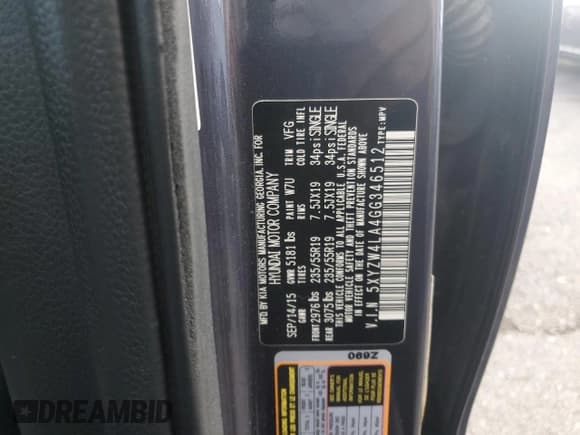 MFD BY KIA MOTORS MANUFACTURING GEORGIA, INC. FOR
HYUNDAI MOTOR COMPANY
SEP/14/15 GVWR 5181 lbs PAINT W7U TRIM VFG
GAWR TIRES RIMS COLD TIRE INFL
FRONT 2976 lbs 235/55R19 7.5JX19 34psi SINGLE
REAR 3075 lbs 235/55R19 7.5JX19 34psi SINGLE
THIS VEHICLE CONFORMS TO ALL APPLICABLE U.S.A. FEDERAL
MOTOR VEHICLE SAFETY AND THEFT PREVENTION STANDARDS
IN EFFECT ON THE DATE OF MANUFACTURE SHOWN ABOVE.
V.I.N 5XYZW4LA4GG346512 TYPE:MPV
069Z
DREAMBID